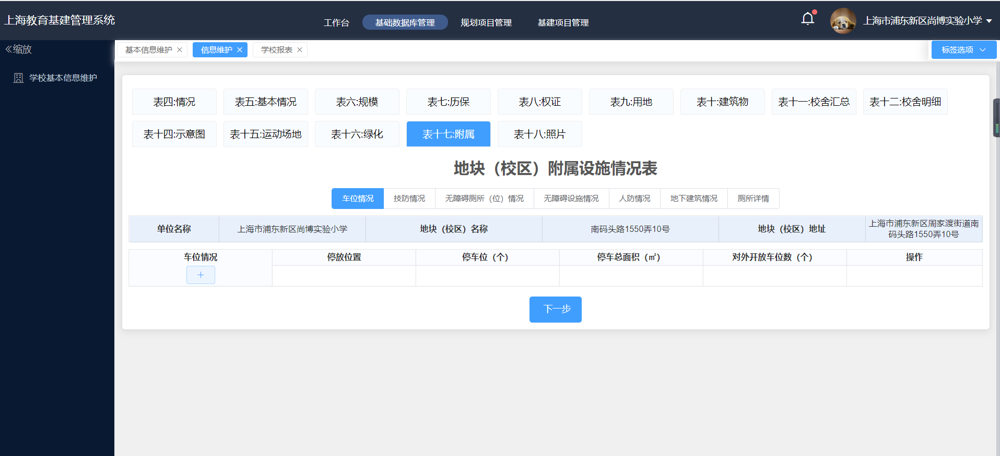 上海教育基建管理系统
工作台 基础数据库管理 规划项目管理 基建项目管理
上海市浦东新区尚博实验小学
缩放
学校基本信息维护
基本信息维护 信息维护 学校报表 标签选项
表四:情况 表五:基本情况 表六:规模 表七:历保 表八:权证 表九:用地 表十:建筑物 表十一:校舍汇总 表十二:校舍明细
表十四:示意图 表十五:运动场地 表十六:绿化 表十七:附属 表十八:照片
地块（校区）附属设施情况表
车位情况 技防情况 无障碍厕所（位）情况 无障碍设施情况 人防情况 地下建筑情况 厕所详情
单位名称 上海市浦东新区尚博实验小学 地块（校区）名称 南码头路1550弄10号 地块（校区）地址 上海市浦东新区周家渡街道南
码头路1550弄10号
车位情况 停放位置 停车位（个） 停车总面积（㎡） 对外开放车位数（个） 操作
下一步